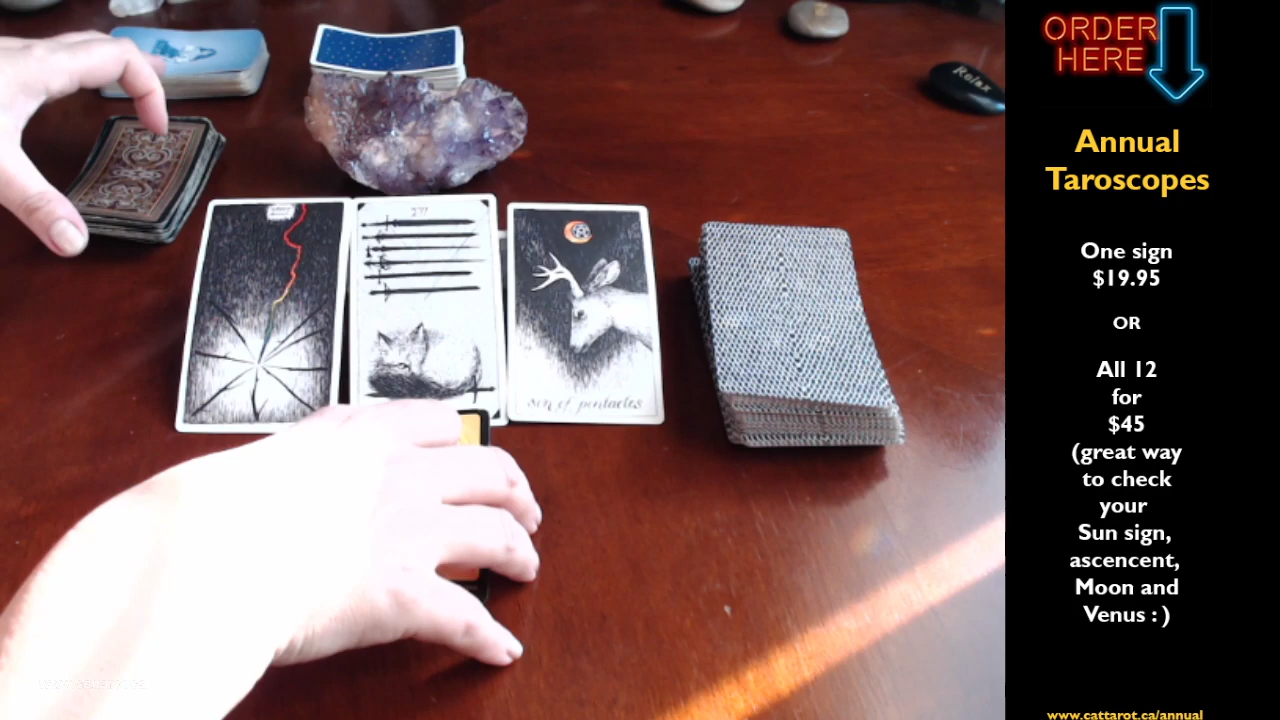 ORDER
HERE
Relax
Annual
Taroscopes
One sign
$19.95
OR
All 12
for
$45
(great way
to check
your
Sun sign,
ascencent,
Moon and
Venus : )
son of pentacles
www.cattarot.ca/annual